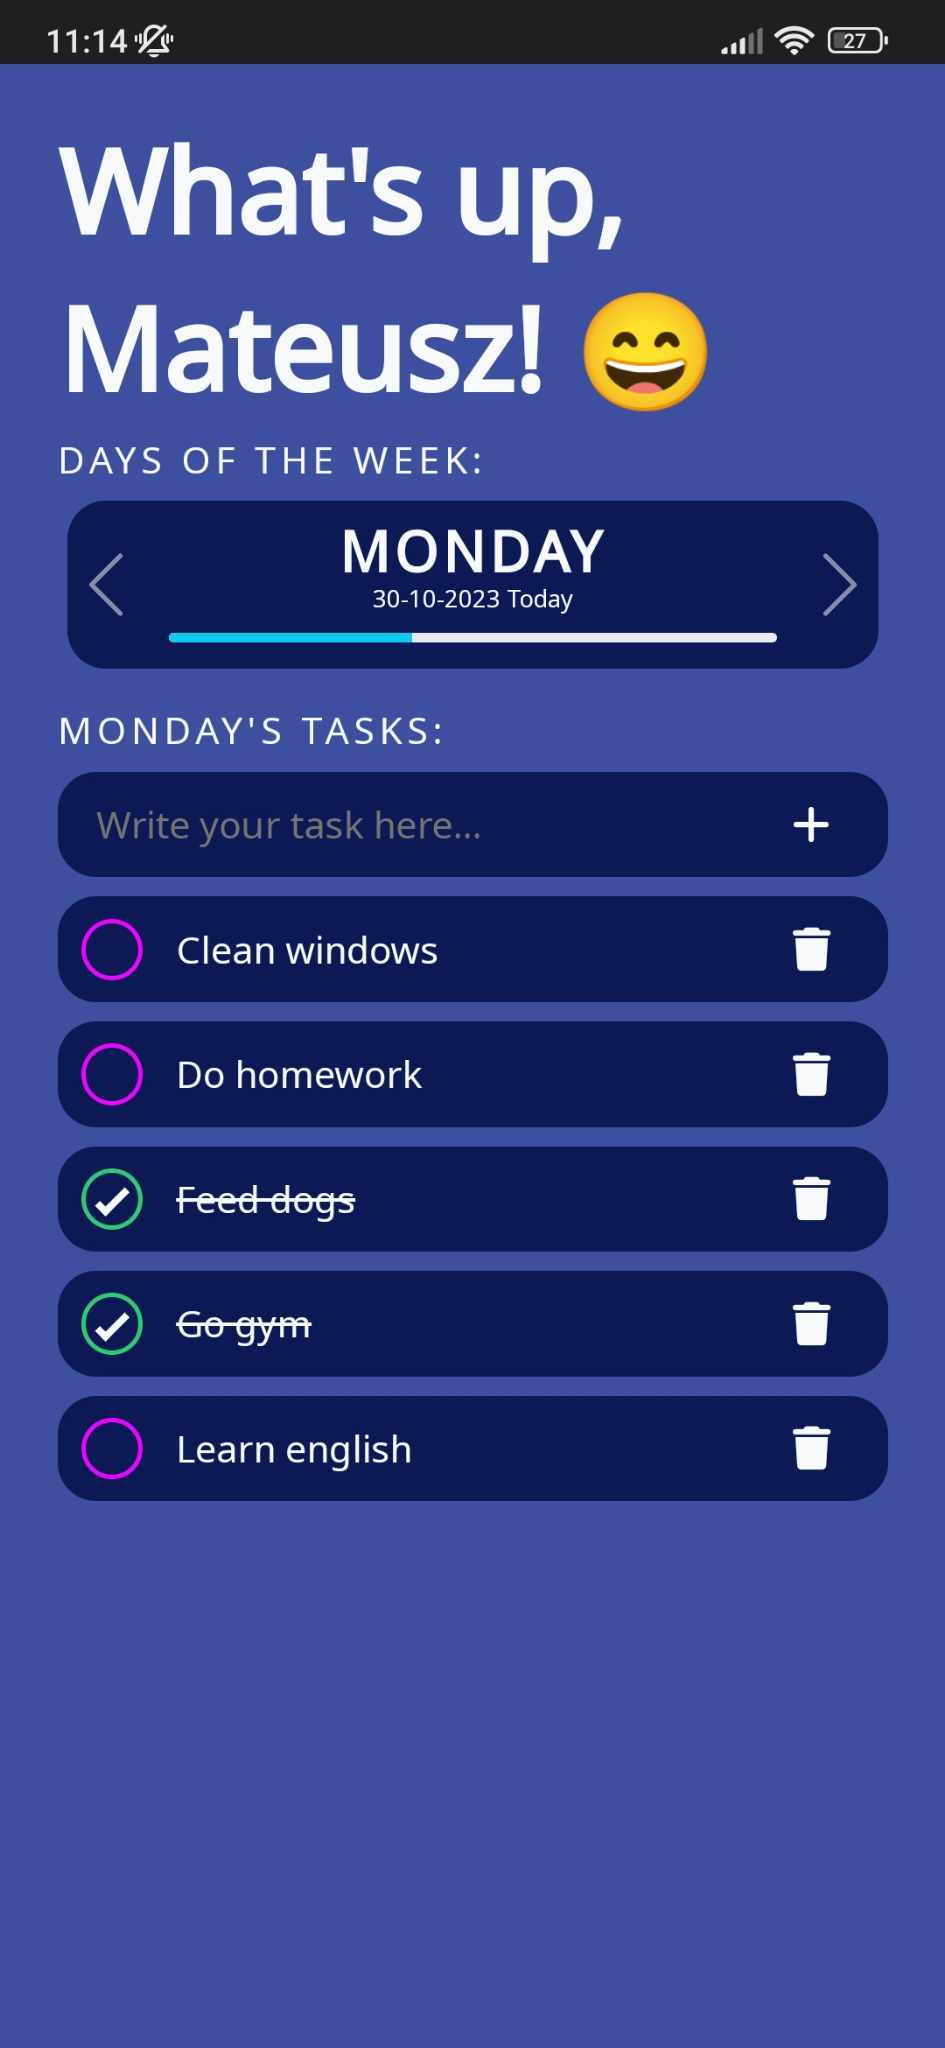 11:14
27
What's up,
Mateusz! 😄
DAYS OF THE WEEK:
MONDAY
30-10-2023 Today
MONDAY'S TASKS:
Write your task here...
Clean windows
Do homework
Feed dogs
Go gym
Learn english